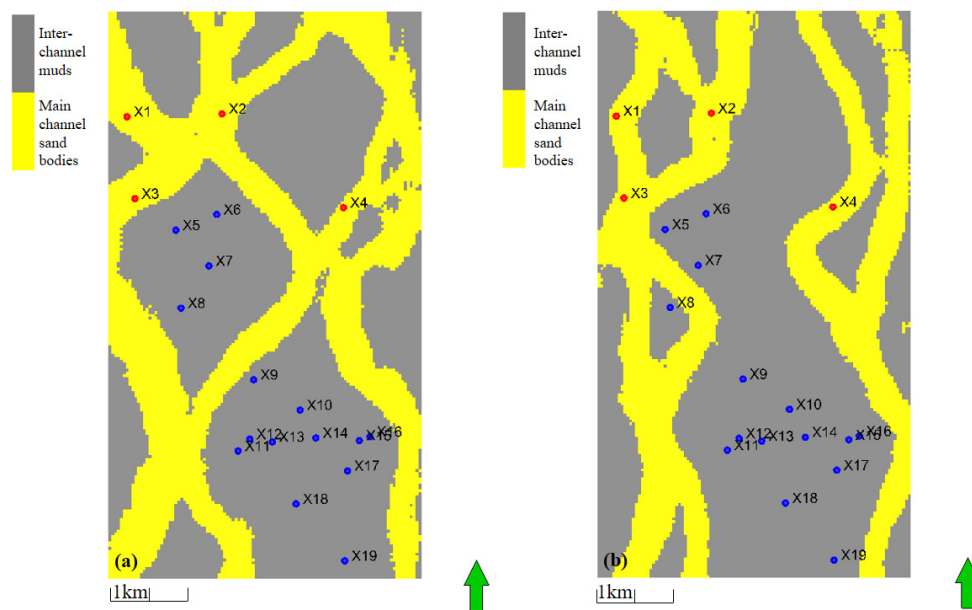 Inter-
channel
muds
Main
channel
sand
bodies
X1
X2
X3
X4
X5
X6
X7
X8
X9
X10
X11
X12
X13
X14
X15
X16
X17
X18
X19
(a)
1km
Inter-
channel
muds
Main
channel
sand
bodies
X1
X2
X3
X4
X5
X6
X7
X8
X9
X10
X11
X12
X13
X14
X15
X16
X17
X18
X19
(b)
1km